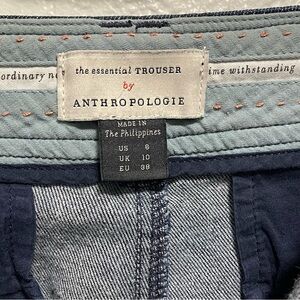 the essential TROUSER
ordinary
ime withstanding
by
ANTHROPOLOGIE
MADE IN
The Philippines
US 6
UK 10
EU 38